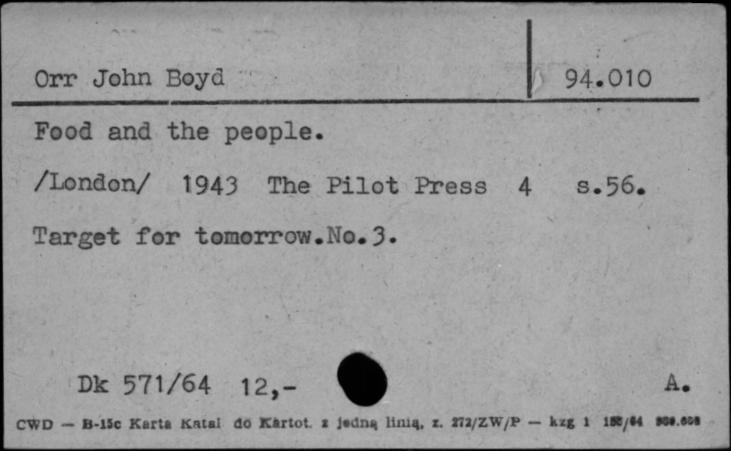 Orr John Boyd 94.010
Food and the people.
/London/ 1943 The Pilot Press 4 s.56.
Target for tomorrow.No.3.
Dk 571/64 12,- A.
CWD — B-15c Karta Katal do Kartot. z jedną linią, z. 272/ZW/P — kzg 1